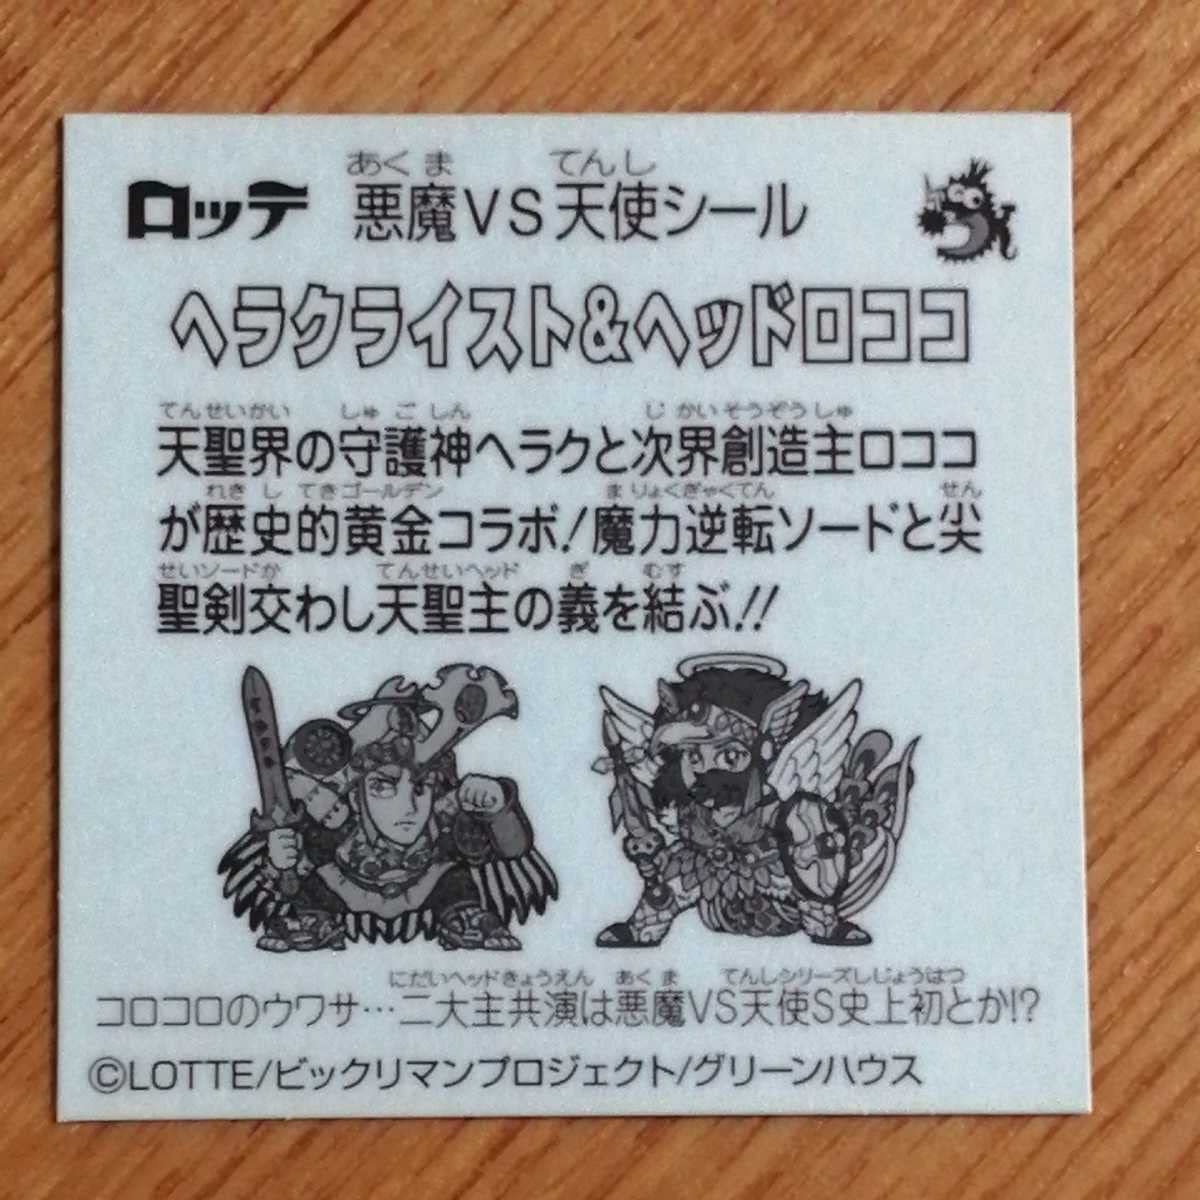 あくま てんし
ロッテ 悪魔VS天使シール
ヘラクライスト&ヘッドロココ
てんせいかい しゅごしん じかいそうぞうしゅ
天聖界の守護神ヘラクと次界創造主ロココ
れきしてきゴールデン まりょくぎゃくてん せん
が歴史的黄金コラボ!魔力逆転ソードと尖
せいソードか てんせいヘッド ぎ むす
聖剣交わし天聖主の義を結ぶ!!
にだいヘッドきょうえん あくま てんしシリーズしじょうはつ
コロコロのウワサ…二大主共演は悪魔VS天使S史上初とか!?
©LOTTE/ビックリマンプロジェクト/グリーンハウス